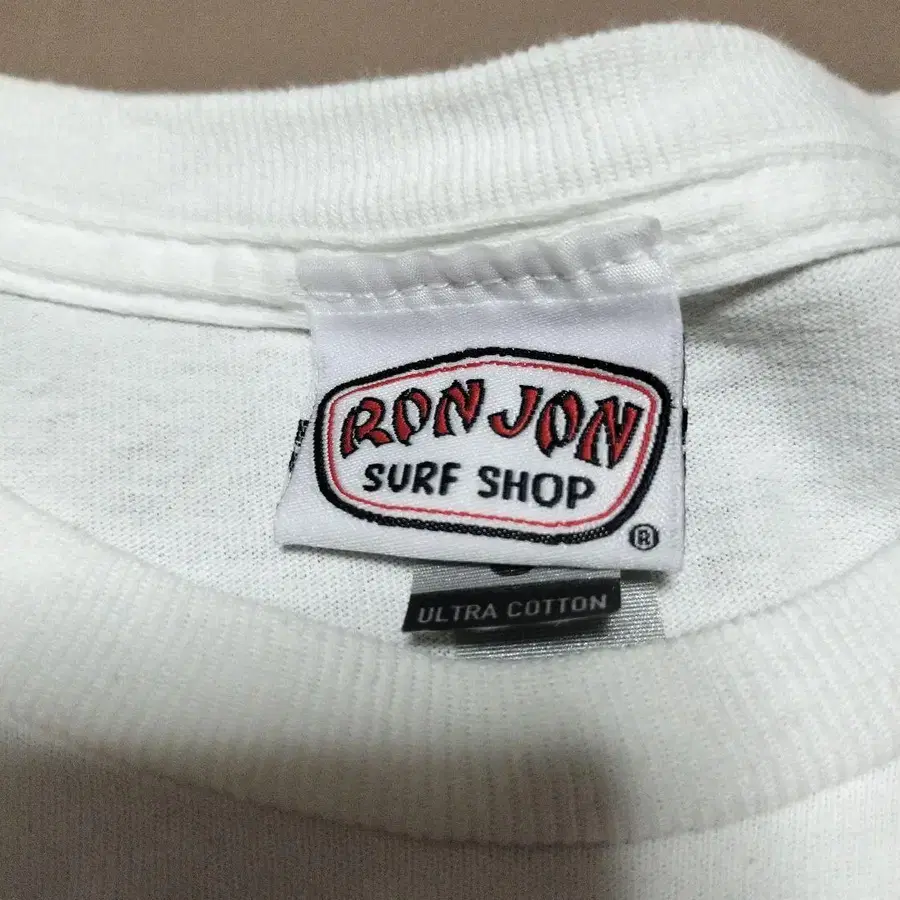 RON JON
SURF SHOP
®
ULTRA COTTON